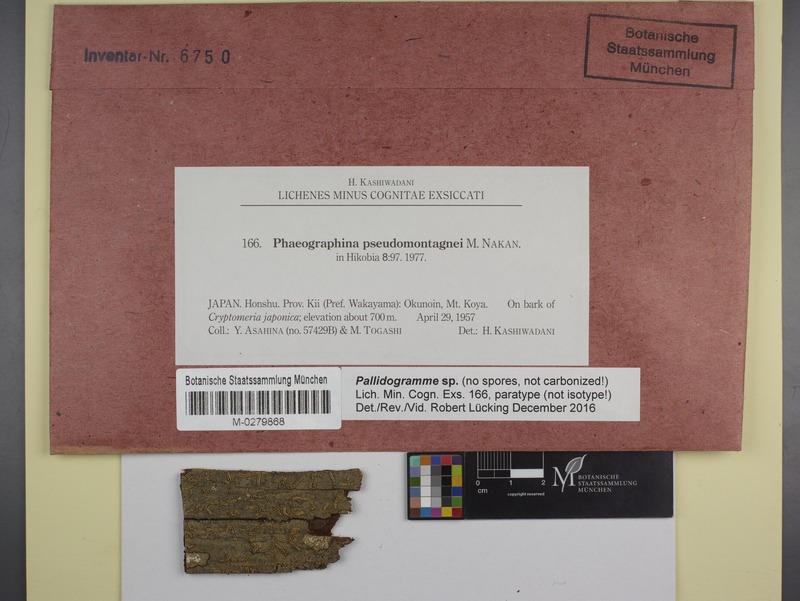 Inventar-Nr. 6750
Botanische
Staatssammlung
München
H. KASHIWADANI
LICHENES MINUS COGNITAE EXSICCATI
166. Phaeographina pseudomontagnei M. NAKAN.
in Hikobia 8:97. 1977.
JAPAN. Honshu. Prov. Kii (Pref. Wakayama): Okunoin, Mt. Koya. On bark of
Cryptomeria japonica; elevation about 700 m. April 29, 1957
Coll.: Y. ASAHINA (no. 57429B) & M. TOGASHI Det.: H. KASHIWADANI
Botanische Staatssammlung München
M-0279868
Pallidogramme sp. (no spores, not carbonized!)
Lich. Min. Cogn. Exs. 166, paratype (not isotype!)
Det./Rev./Vid. Robert Lücking December 2016
0 1 2
cm
copyright reserved
M
BOTANISCHE
STAATSSAMMLUNG
MÜNCHEN